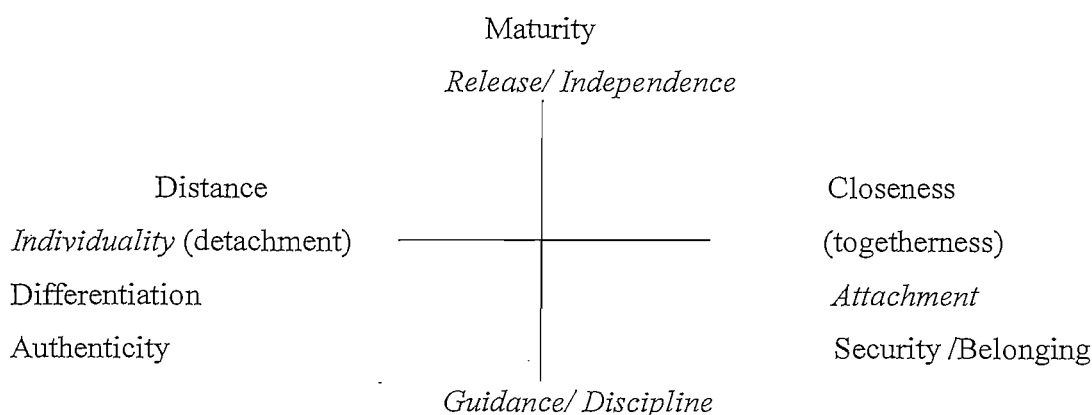 Maturity
Release/ Independence
Distance
Closeness
Individuality (detachment)
(togetherness)
Differentiation
Attachment
Authenticity
Security /Belonging
Guidance/ Discipline